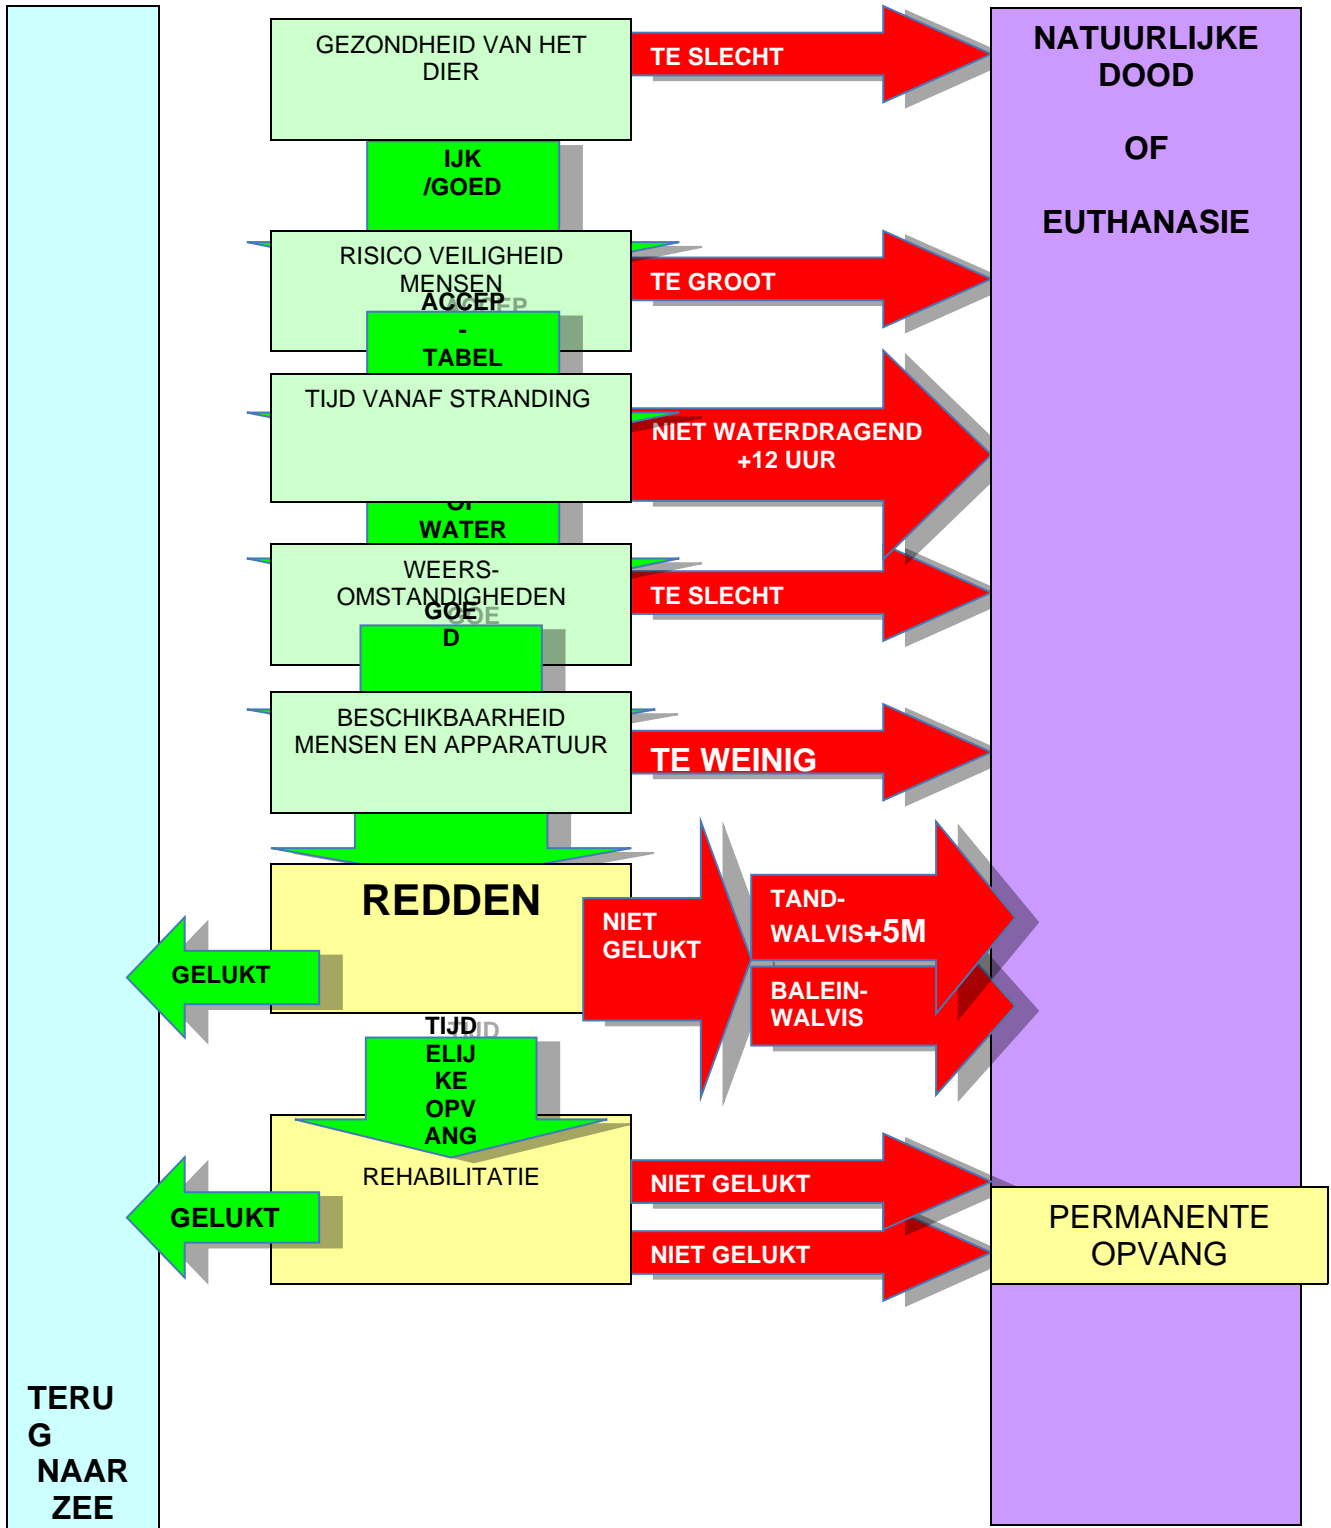 GEZONDHEID VAN HET
DIER
TE SLECHT
NATUURLIJKE
DOOD
OF
EUTHANASIE
IJK
/GOED
RISICO VEILIGHEID
MENSEN
TE GROOT
ACCEP
-
TABEL
TIJD VANAF STRANDING
NIET WATERDRAGEND
+12 UUR
OF
WATER
WEERS-
OMSTANDIGHEDEN
TE SLECHT
GOE
D
BESCHIKBAARHEID
MENSEN EN APPARATUUR
TE WEINIG
REDDEN
NIET
GELUKT
TAND-
WALVIS+5M
BALEIN-
WALVIS
GELUKT
TIJD
ELIJ
KE
OPV
ANG
REHABILITATIE
NIET GELUKT
GELUKT
NIET GELUKT
PERMANENTE
OPVANG
TERU
G
NAAR
ZEE